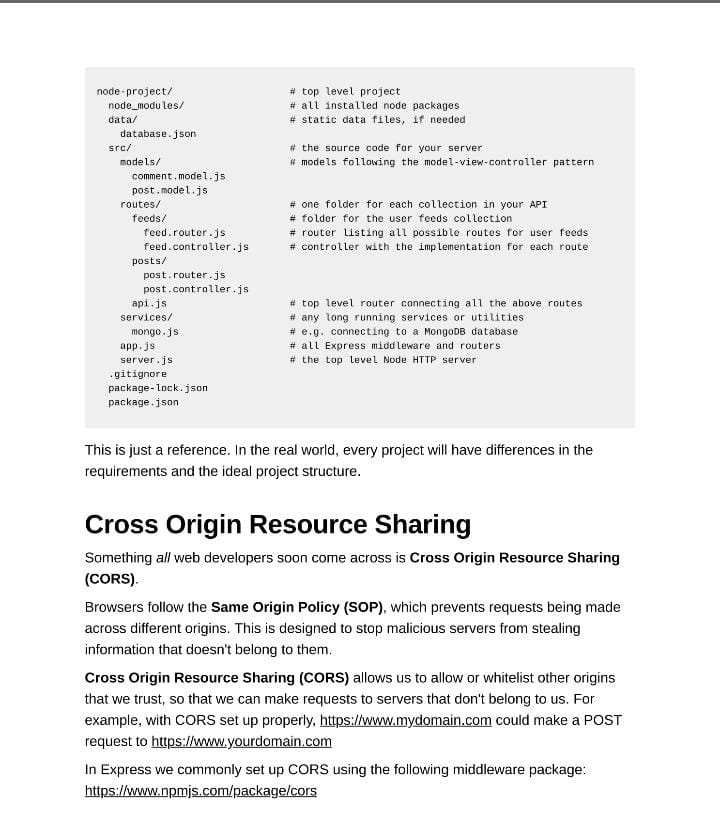 node-project/ # top level project
node_modules/ # all installed node packages
data/ # static data files, if needed
database.json
src/ # the source code for your server
models/ # models following the model-view-controller pattern
comment.model.js
post.model.js
routes/ # one folder for each collection in your API
feeds/ # folder for the user feeds collection
feed.router.js # router listing all possible routes for user feeds
feed.controller.js # controller with the implementation for each route
posts/
post.router.js
post.controller.js
api.js # top level router connecting all the above routes
services/ # any long running services or utilities
mongo.js # e.g. connecting to a MongoDB database
app.js # all Express middleware and routers
server.js # the top level Node HTTP server
.gitignore
package-lock.json
package.json
This is just a reference. In the real world, every project will have differences in the
requirements and the ideal project structure.
Cross Origin Resource Sharing
Something all web developers soon come across is Cross Origin Resource Sharing
(CORS).
Browsers follow the Same Origin Policy (SOP), which prevents requests being made
across different origins. This is designed to stop malicious servers from stealing
information that doesn't belong to them.
Cross Origin Resource Sharing (CORS) allows us to allow or whitelist other origins
that we trust, so that we can make requests to servers that don't belong to us. For
example, with CORS set up properly, https://www.mydomain.com could make a POST
request to https://www.yourdomain.com
In Express we commonly set up CORS using the following middleware package:
https://www.npmjs.com/package/cors